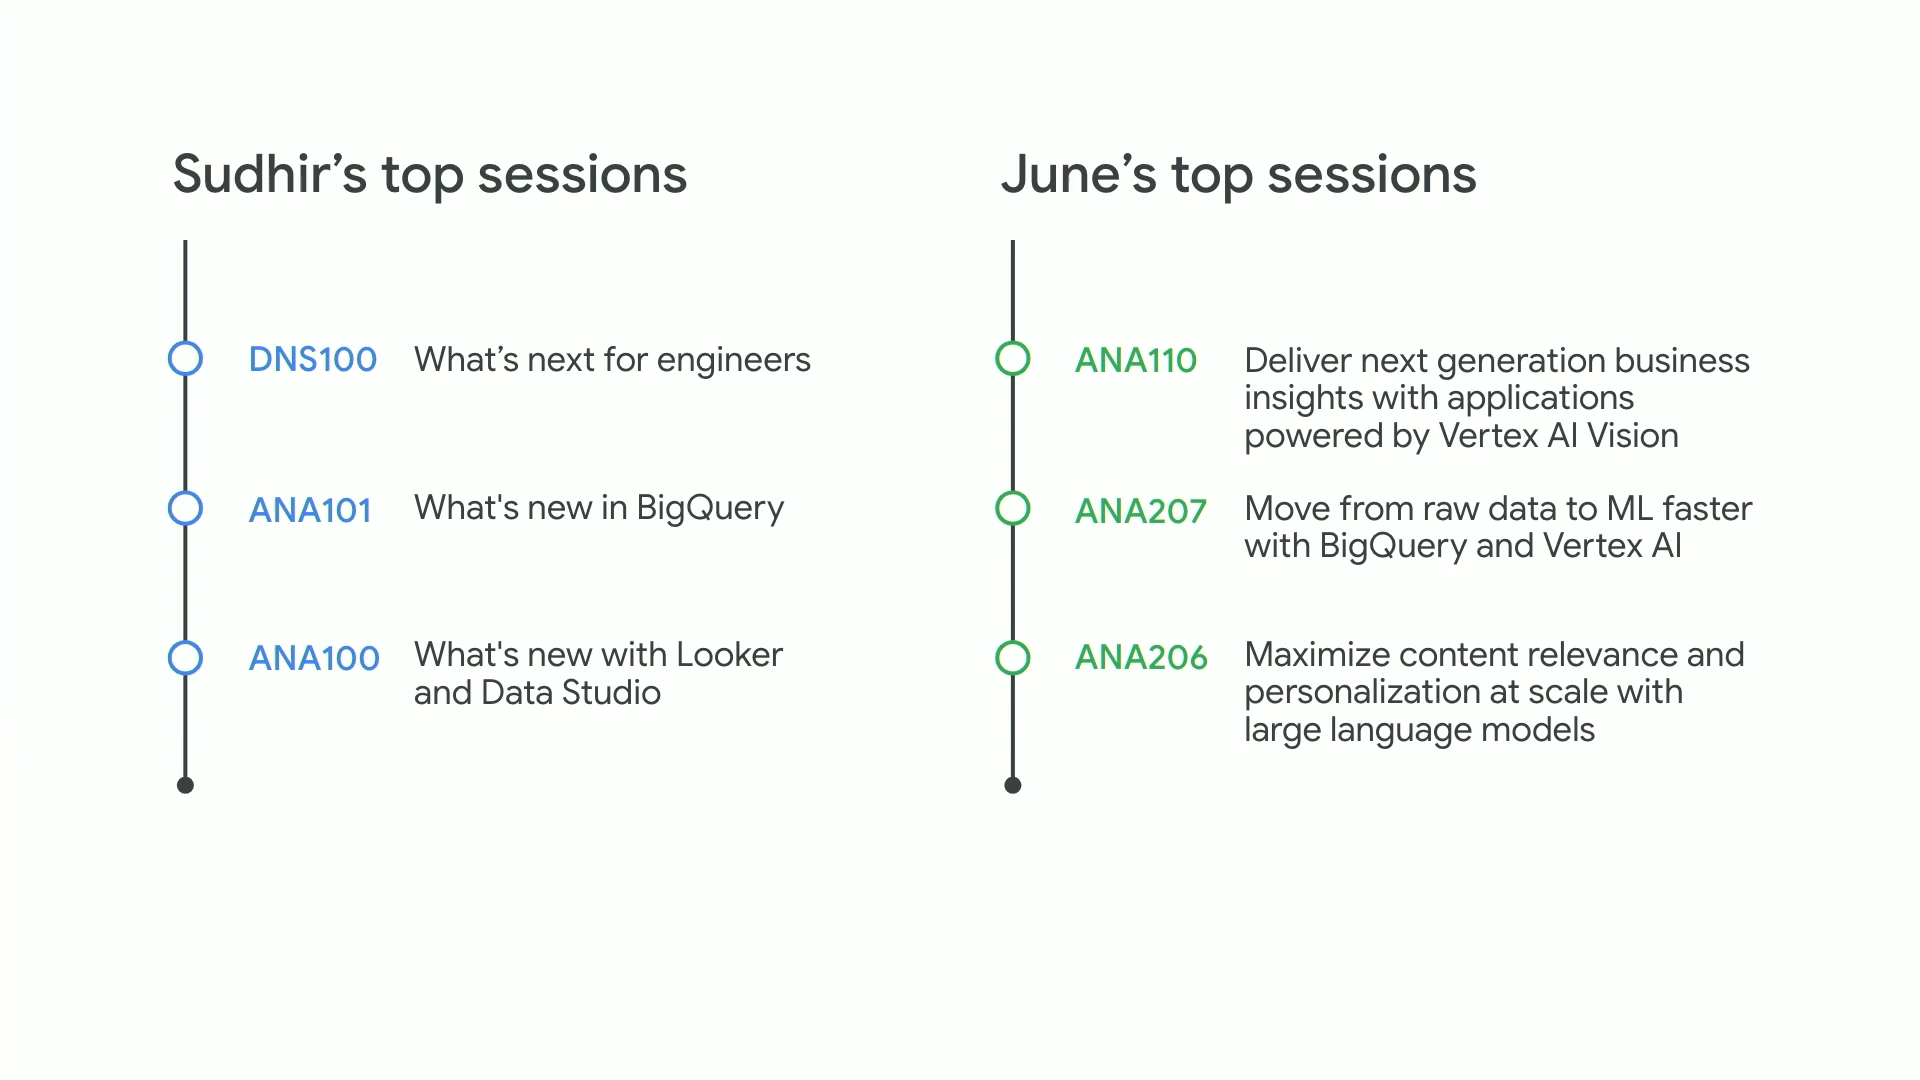 Sudhir’s top sessions
DNS100 What’s next for engineers
ANA101 What's new in BigQuery
ANA100 What's new with Looker
and Data Studio
June’s top sessions
ANA110 Deliver next generation business
insights with applications
powered by Vertex AI Vision
ANA207 Move from raw data to ML faster
with BigQuery and Vertex AI
ANA206 Maximize content relevance and
personalization at scale with
large language models